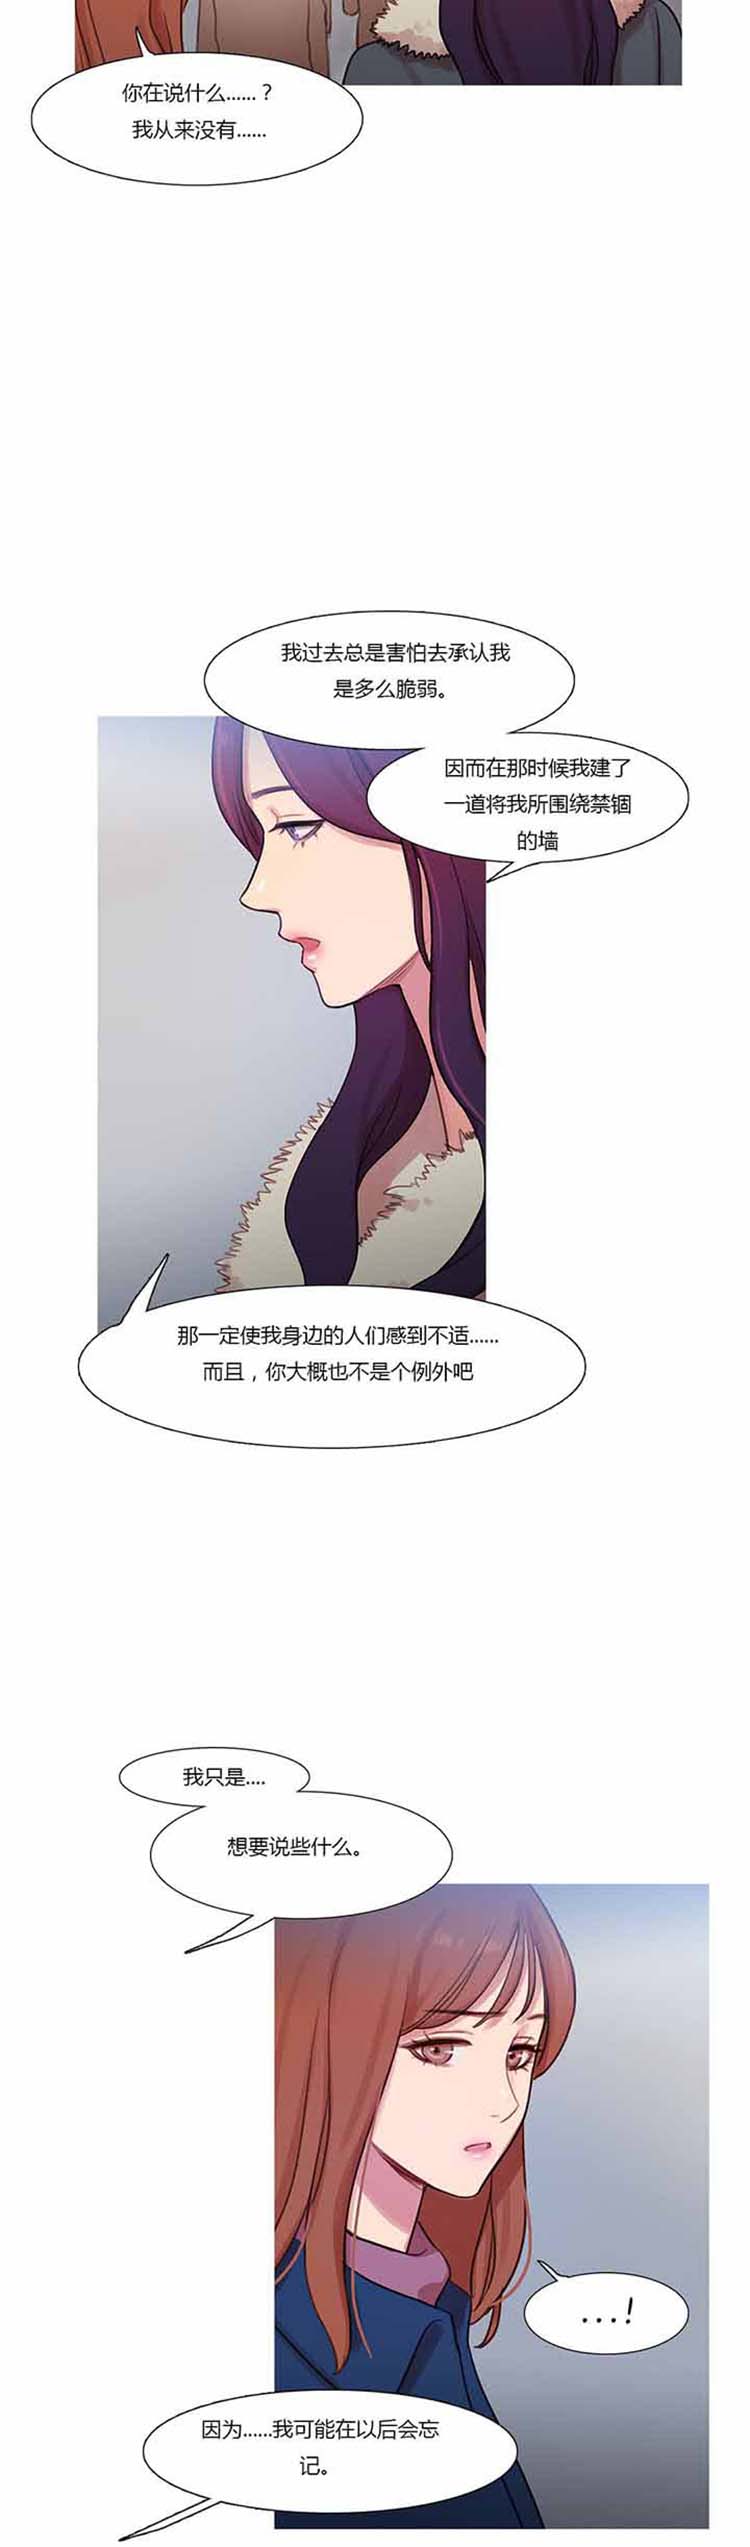 你在说什么......？
我从来没有......
我过去总是害怕去承认我
是多么脆弱。
因而在那时候我建了
一道将我所围绕禁锢
的墙
那一定使我身边的人们感到不适......
而且，你大概也不是个例外吧
我只是....
想要说些什么。
...!
因为......我可能在以后会忘
记。